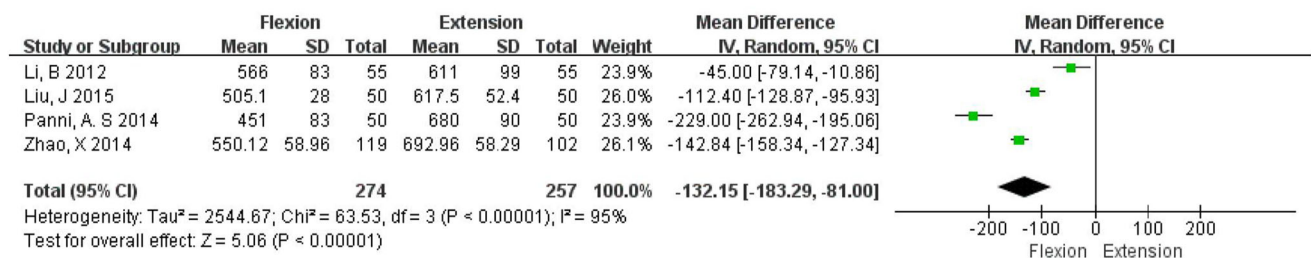 Flexion Extension Mean Difference Mean Difference
Study or Subgroup Mean SD Total Mean SD Total Weight IV, Random, 95% CI IV, Random, 95% CI
Li, B 2012 566 83 55 611 99 55 23.9% -45.00 [-79.14, -10.86]
Liu, J 2015 505.1 28 50 617.5 52.4 50 26.0% -112.40 [-128.87, -95.93]
Panni, A. S 2014 451 83 50 680 90 50 23.9% -229.00 [-262.94, -195.06]
Zhao, X 2014 550.12 58.96 119 692.96 58.29 102 26.1% -142.84 [-158.34, -127.34]
Total (95% CI) 274 257 100.0% -132.15 [-183.29, -81.00]
Heterogeneity: Tau² = 2544.67; Chi² = 63.53, df = 3 (P < 0.00001); I² = 95%
Test for overall effect: Z = 5.06 (P < 0.00001)
-200 -100 0 100 200
Flexion Extension